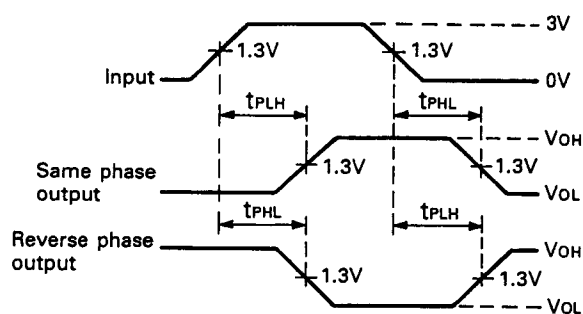 3V
1.3V
1.3V
Input
0V
tPLH
tPHL
VOH
Same phase
output
1.3V
1.3V
VOL
tPHL
tPLH
Reverse phase
output
VOH
1.3V
1.3V
VOL